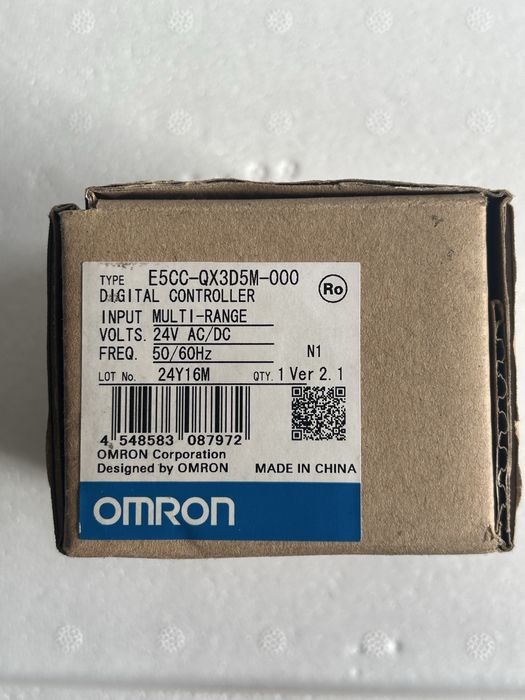 TYPE E5CC-QX3D5M-000
DIGITAL CONTROLLER
Ro
INPUT MULTI-RANGE
VOLTS. 24V AC/DC
FREQ. 50/60Hz N1
LOT No. 24Y16M QTY. 1 Ver 2.1
4 548583 087972
OMRON Corporation
Designed by OMRON MADE IN CHINA
OMRON